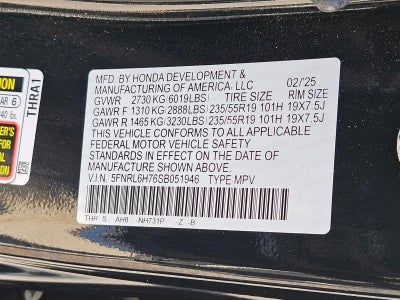 MFD. BY HONDA DEVELOPMENT &
MANUFACTURING OF AMERICA, LLC 02/'25
GVWR 2730 KG(6019LBS) TIRE SIZE RIM SIZE
GAWR F 1310 KG(2888LBS) 235/55R19 101H 19X7.5J
GAWR R 1465 KG(3230LBS) 235/55R19 101H 19X7.5J
THIS VEHICLE CONFORMS TO ALL APPLICABLE
FEDERAL MOTOR VEHICLE SAFETY
STANDARDS IN EFFECT ON THE DATE OF
MANUFACTURE SHOWN ABOVE.
V.I.N. 5FNRL6H76SB051946 TYPE MPV
THR S AH8 -NH731P -Z -B
THRA1